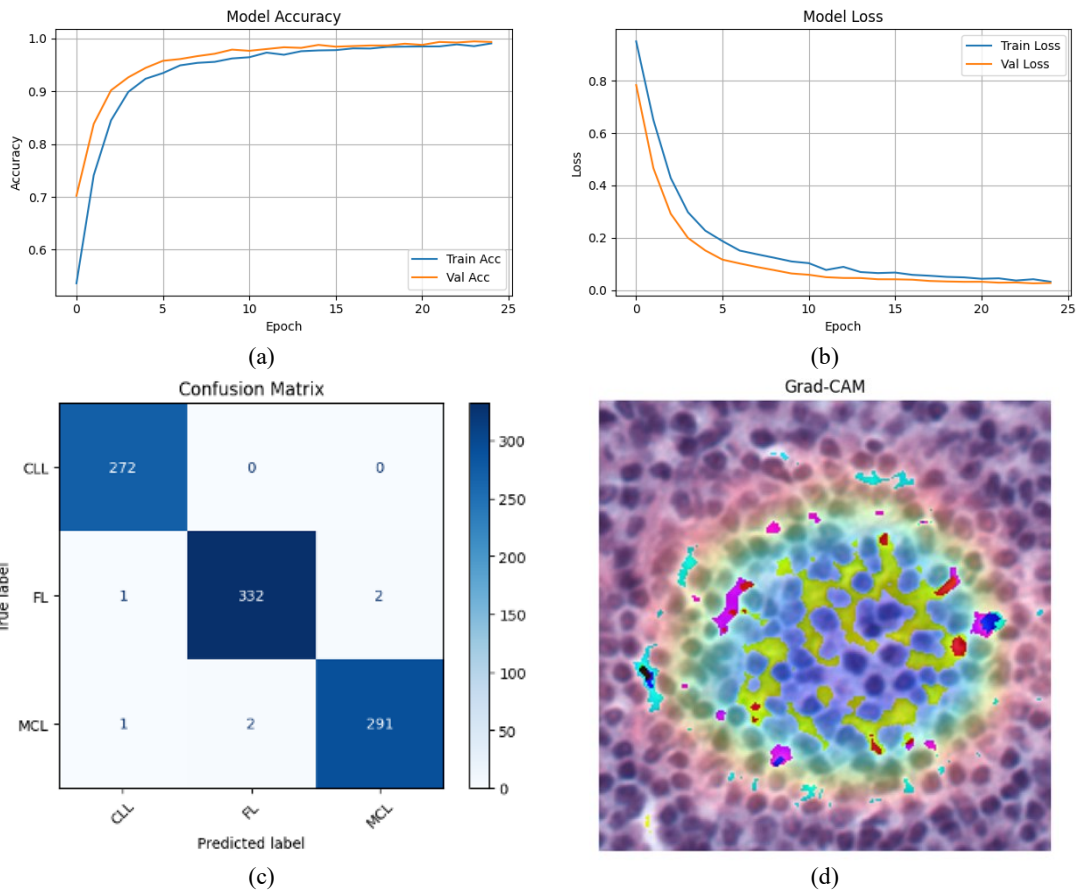 Model Accuracy
1.0
0.9
0.8
0.7
0.6
Accuracy
Train Acc
Val Acc
0 5 10 15 20 25
Epoch
(a)
Model Loss
0.8
0.6
0.4
0.2
0.0
Loss
Train Loss
Val Loss
0 5 10 15 20 25
Epoch
(b)
Confusion Matrix
True label
CLL 272 0 0
FL 1 332 2
MCL 1 2 291
CLL FL MCL
Predicted label
300
250
200
150
100
50
0
(c)
Grad-CAM
(d)